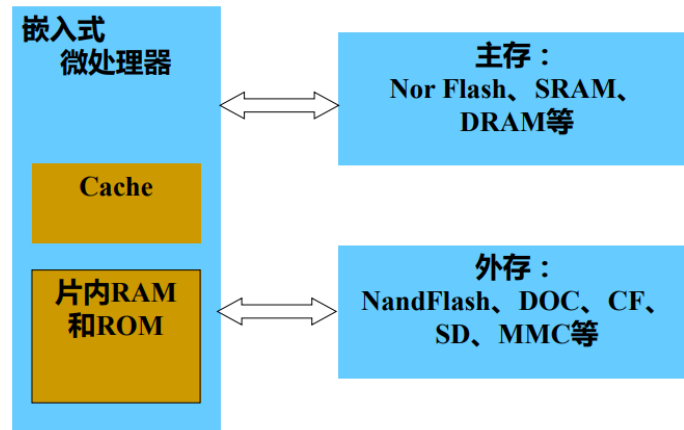 嵌入式
微处理器
Cache
片内RAM
和ROM
主存：
Nor Flash、SRAM、
DRAM等
外存：
NandFlash、DOC、CF、
SD、MMC等